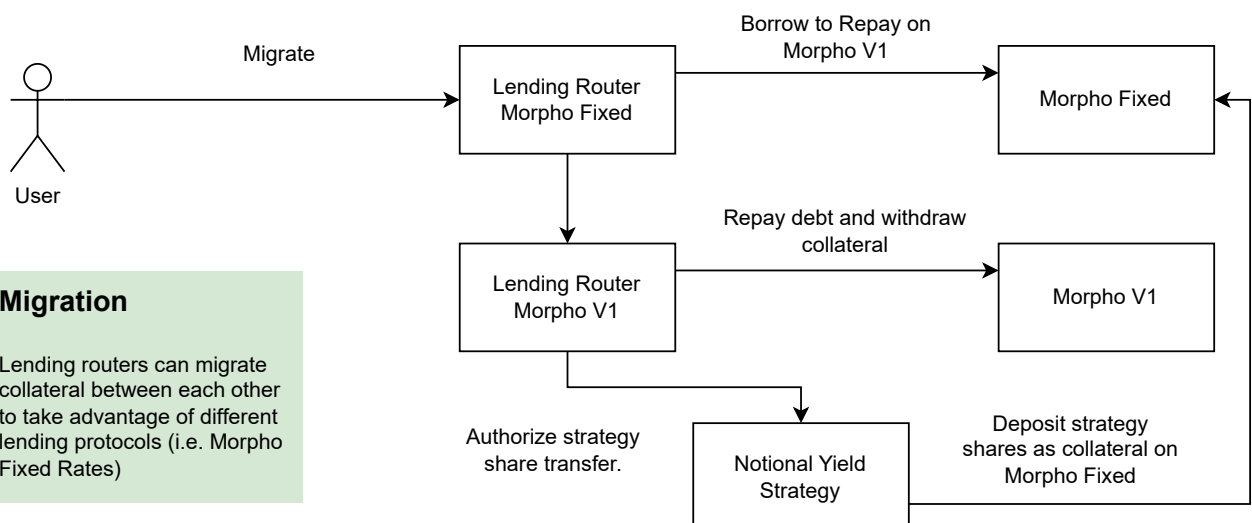 Migrate
Borrow to Repay on
Morpho V1
Lending Router
Morpho Fixed
Morpho Fixed
User
Repay debt and withdraw
collateral
Lending Router
Morpho V1
Morpho V1
Migration
Lending routers can migrate
collateral between each other
to take advantage of different
lending protocols (i.e. Morpho
Fixed Rates)
Authorize strategy
share transfer.
Notional Yield
Strategy
Deposit strategy
shares as collateral on
Morpho Fixed